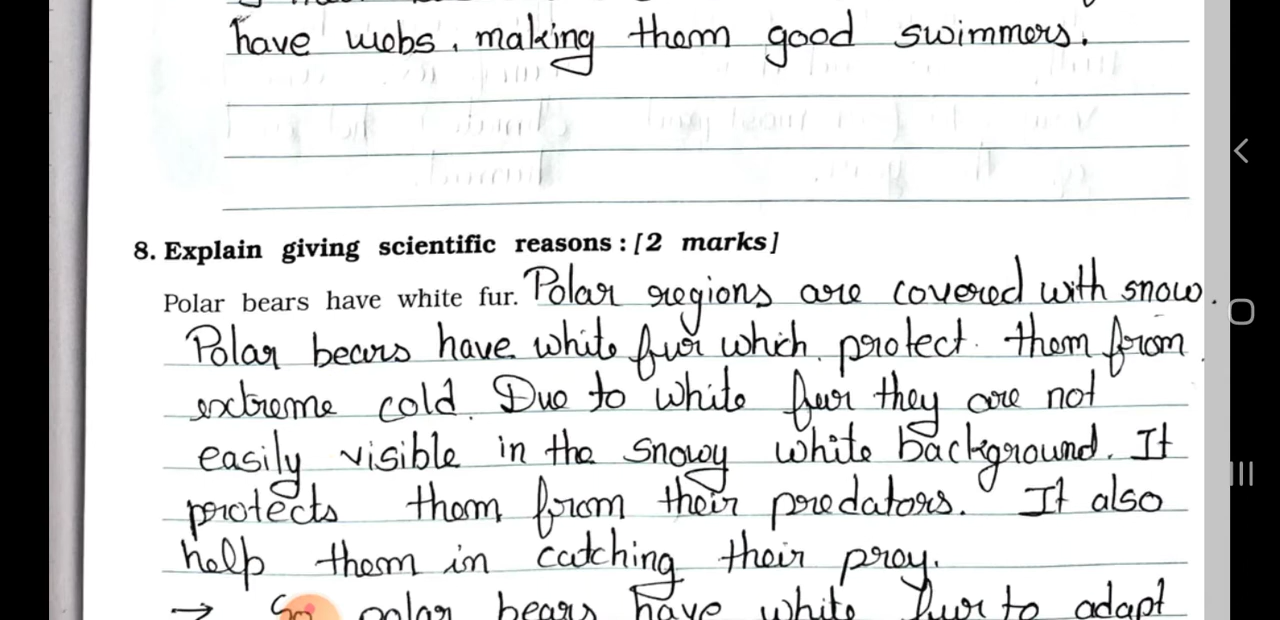 have webs, making them good swimmers.
8. Explain giving scientific reasons : [2 marks]
Polar bears have white fur. Polar regions are covered with snow.
Polar bears have white fur which protect them from
extreme cold. Due to white fur they are not
easily visible in the snowy white background. It
protects them from their predators. It also
help them in catching their prey.
→ So polar bears have white fur to adapt